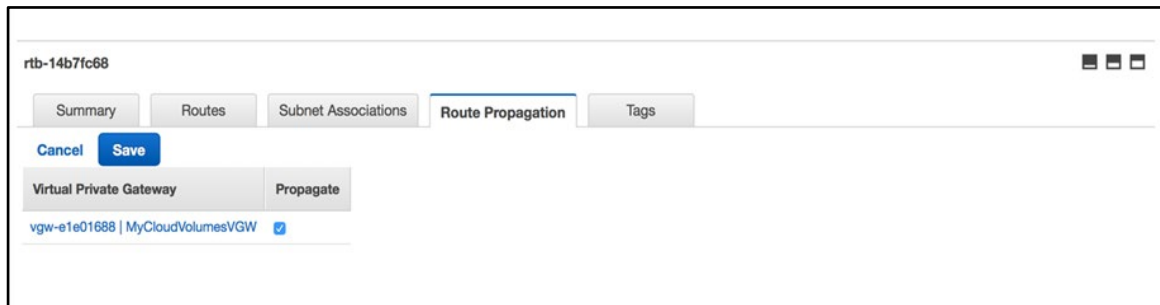 rtb-14b7fc68
Summary Routes Subnet Associations Route Propagation Tags
Cancel Save
Virtual Private Gateway Propagate
vgw-e1e01688 | MyCloudVolumesVGW